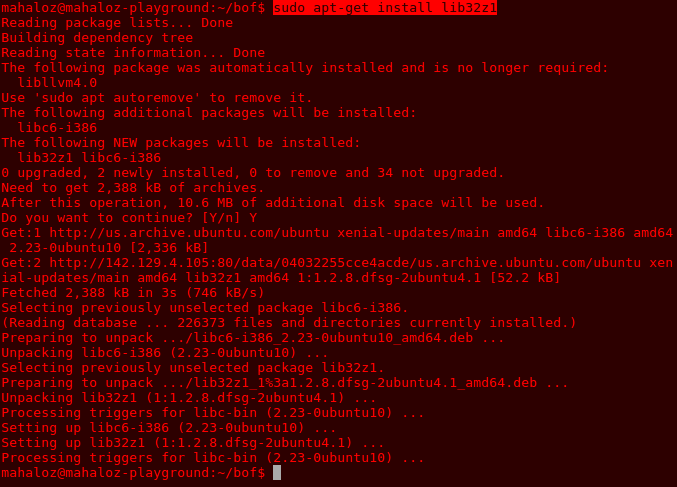 mahaloz@mahaloz-playground:~/bof$ sudo apt-get install lib32z1
Reading package lists... Done
Building dependency tree
Reading state information... Done
The following package was automatically installed and is no longer required:
  libllvm4.0
Use 'sudo apt autoremove' to remove it.
The following additional packages will be installed:
  libc6-i386
The following NEW packages will be installed:
  lib32z1 libc6-i386
0 upgraded, 2 newly installed, 0 to remove and 34 not upgraded.
Need to get 2,388 kB of archives.
After this operation, 10.6 MB of additional disk space will be used.
Do you want to continue? [Y/n] Y
Get:1 http://us.archive.ubuntu.com/ubuntu xenial-updates/main amd64 libc6-i386 amd64
 2.23-0ubuntu10 [2,336 kB]
Get:2 http://142.129.4.105:80/data/04032255cce4acde/us.archive.ubuntu.com/ubuntu xen
ial-updates/main amd64 lib32z1 amd64 1:1.2.8.dfsg-2ubuntu4.1 [52.2 kB]
Fetched 2,388 kB in 3s (746 kB/s)
Selecting previously unselected package libc6-i386.
(Reading database ... 226373 files and directories currently installed.)
Preparing to unpack .../libc6-i386_2.23-0ubuntu10_amd64.deb ...
Unpacking libc6-i386 (2.23-0ubuntu10) ...
Selecting previously unselected package lib32z1.
Preparing to unpack .../lib32z1_1%3a1.2.8.dfsg-2ubuntu4.1_amd64.deb ...
Unpacking lib32z1 (1:1.2.8.dfsg-2ubuntu4.1) ...
Processing triggers for libc-bin (2.23-0ubuntu10) ...
Setting up libc6-i386 (2.23-0ubuntu10) ...
Setting up lib32z1 (1:1.2.8.dfsg-2ubuntu4.1) ...
Processing triggers for libc-bin (2.23-0ubuntu10) ...
mahaloz@mahaloz-playground:~/bof$